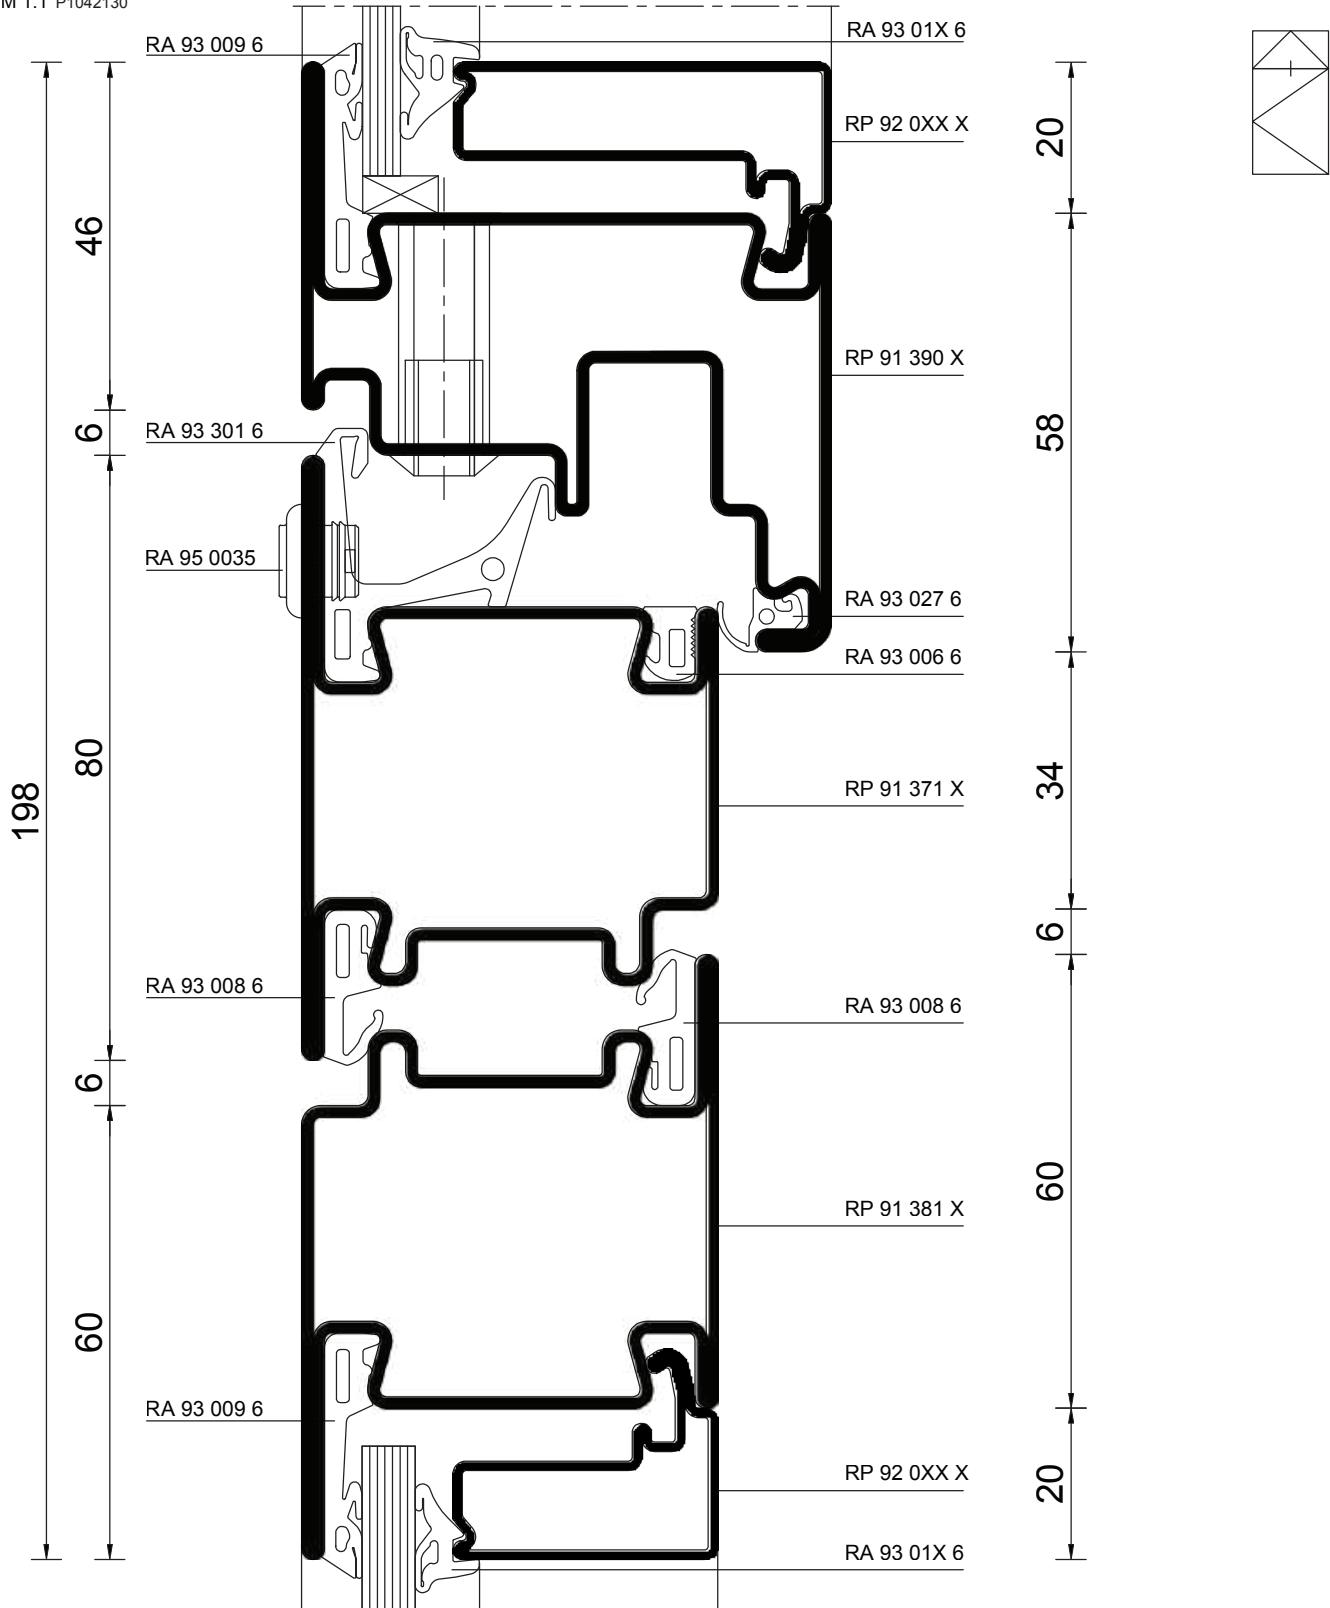 M 1.1 P1042130
RA 93 009 6
RA 93 01X 6
RP 92 0XX X
20
46
RP 91 390 X
58
6
RA 93 301 6
RA 95 0035
RA 93 027 6
RA 93 006 6
80
34
198
RP 91 371 X
6
RA 93 008 6
RA 93 008 6
6
60
RP 91 381 X
60
RA 93 009 6
RP 92 0XX X
20
RA 93 01X 6